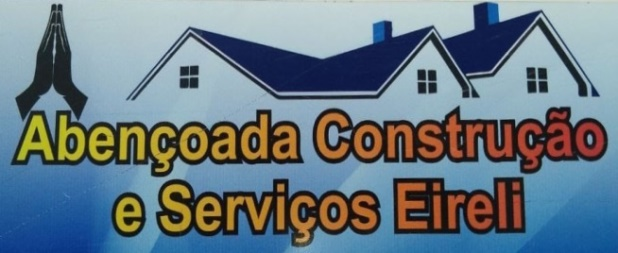 Abençoada Construção
e Serviços Eireli